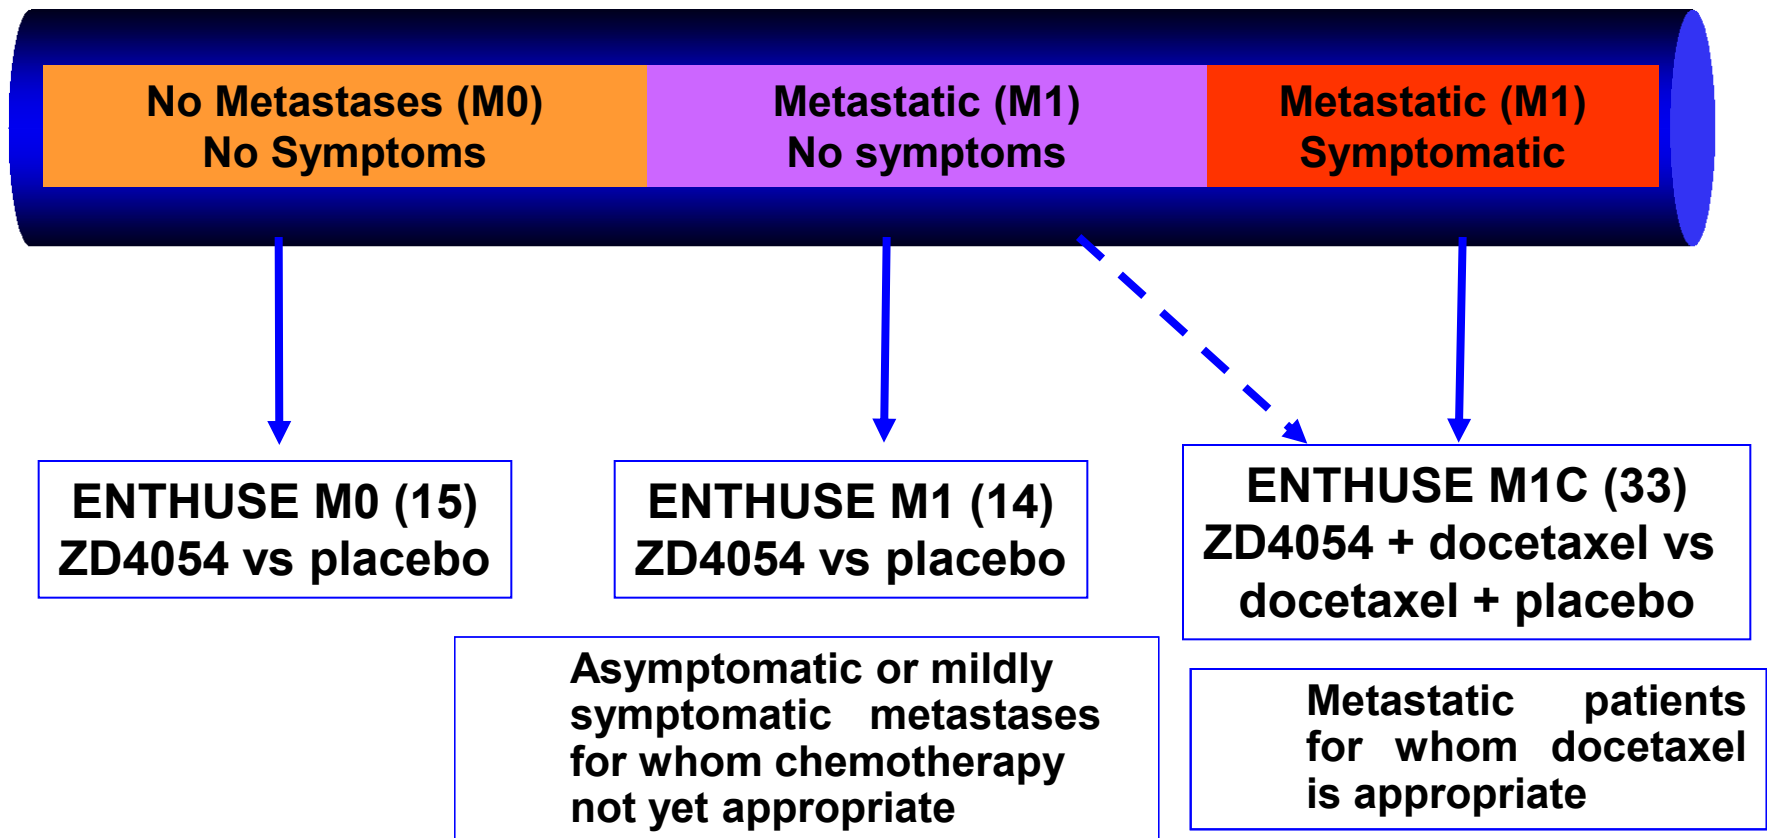 No Metastases (M0)
No Symptoms
Metastatic (M1)
No symptoms
Metastatic (M1)
Symptomatic
ENTHUSE M0 (15)
ZD4054 vs placebo
ENTHUSE M1 (14)
ZD4054 vs placebo
ENTHUSE M1C (33)
ZD4054 + docetaxel vs
docetaxel + placebo
Asymptomatic or mildly
symptomatic metastases
for whom chemotherapy
not yet appropriate
Metastatic patients
for whom docetaxel
is appropriate